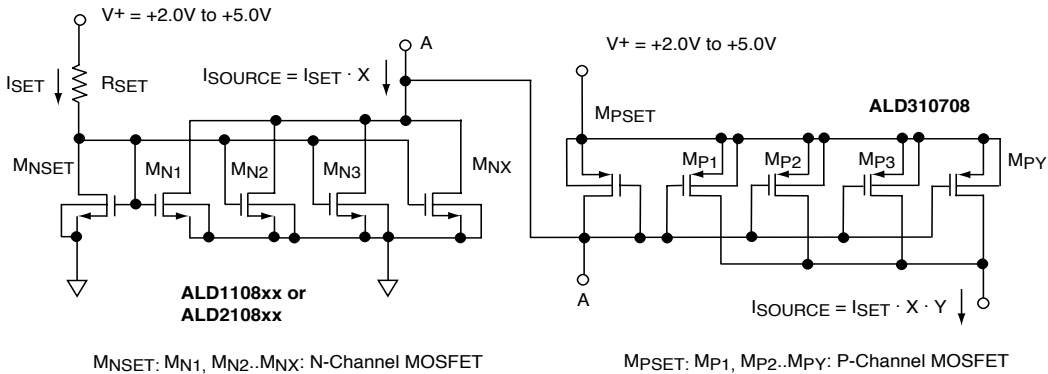 V+ = +2.0V to +5.0V
A
V+ = +2.0V to +5.0V
ISET
RSET
ISOURCE = ISET · X
MPSET
ALD310708
MNSET
MN1
MN2
MN3
MNX
MP1
MP2
MP3
MPY
ALD1108xx or
ALD2108xx
A
ISOURCE = ISET · X · Y
MNSET: MN1, MN2..MNX: N-Channel MOSFET
MPSET: MP1, MP2..MPY: P-Channel MOSFET